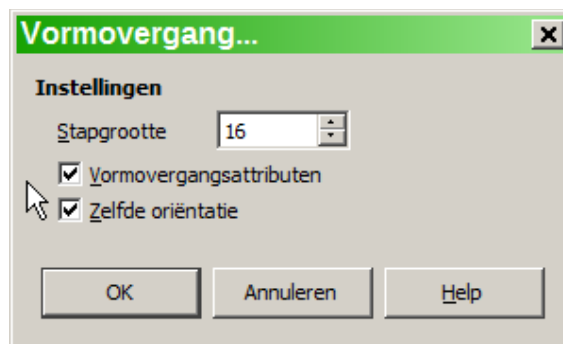 Vormovergang...
Instellingen
Stapgrootte 16
Vormovergangsattributen
Zelfde oriëntatie
OK Annuleren Help